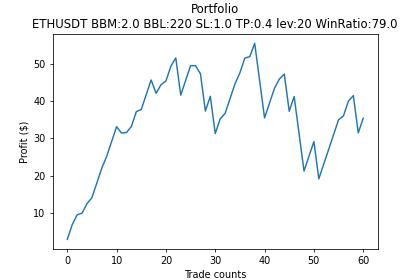 Portfolio
ETHUSDT BBM:2.0 BBL:220 SL:1.0 TP:0.4 lev:20 WinRatio:79.0
Profit ($)
50
40
30
20
10
0 10 20 30 40 50 60
Trade counts